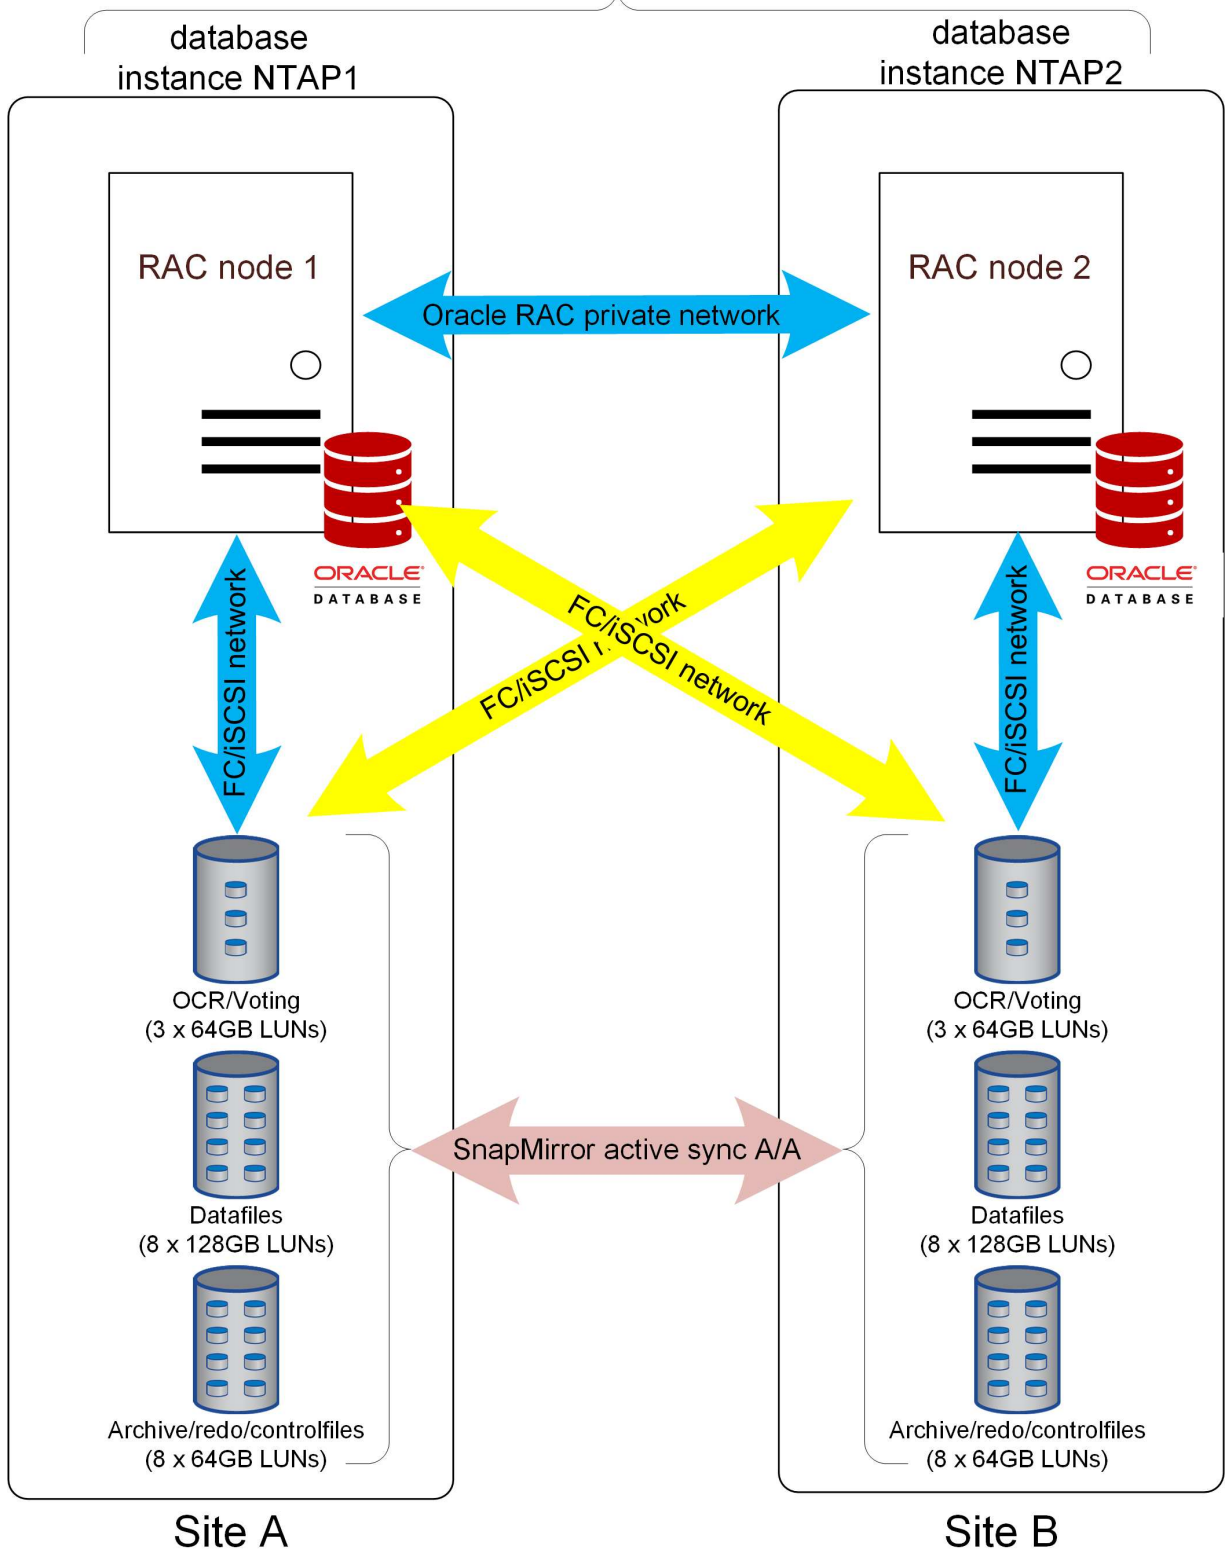 database
instance NTAP1
database
instance NTAP2
RAC node 1
RAC node 2
Oracle RAC private network
ORACLE®
DATABASE
ORACLE®
DATABASE
FC/iSCSI network
FC/iSCSI work
FC/iSCSI network
FC/iSCSI network
OCR/Voting
(3 x 64GB LUNs)
OCR/Voting
(3 x 64GB LUNs)
Datafiles
(8 x 128GB LUNs)
SnapMirror active sync A/A
Datafiles
(8 x 128GB LUNs)
Archive/redo/controlfiles
(8 x 64GB LUNs)
Archive/redo/controlfiles
(8 x 64GB LUNs)
Site A
Site B